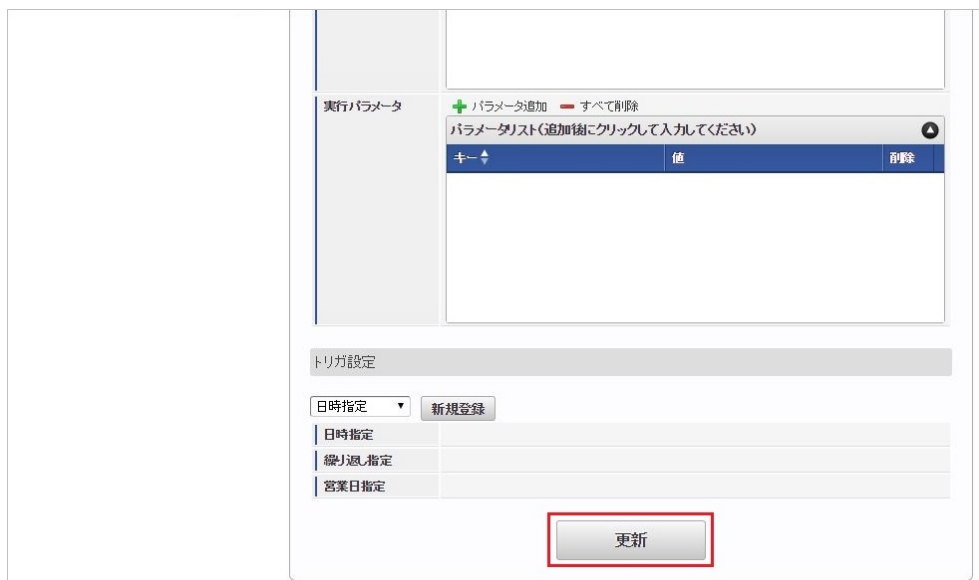 実行パラメータ
パラメータ追加 すべて削除
パラメータリスト(追加後にクリックして入力してください)
キー 値 削除
トリガ設定
日時指定 新規登録
日時指定
繰り返し指定
営業日指定
更新